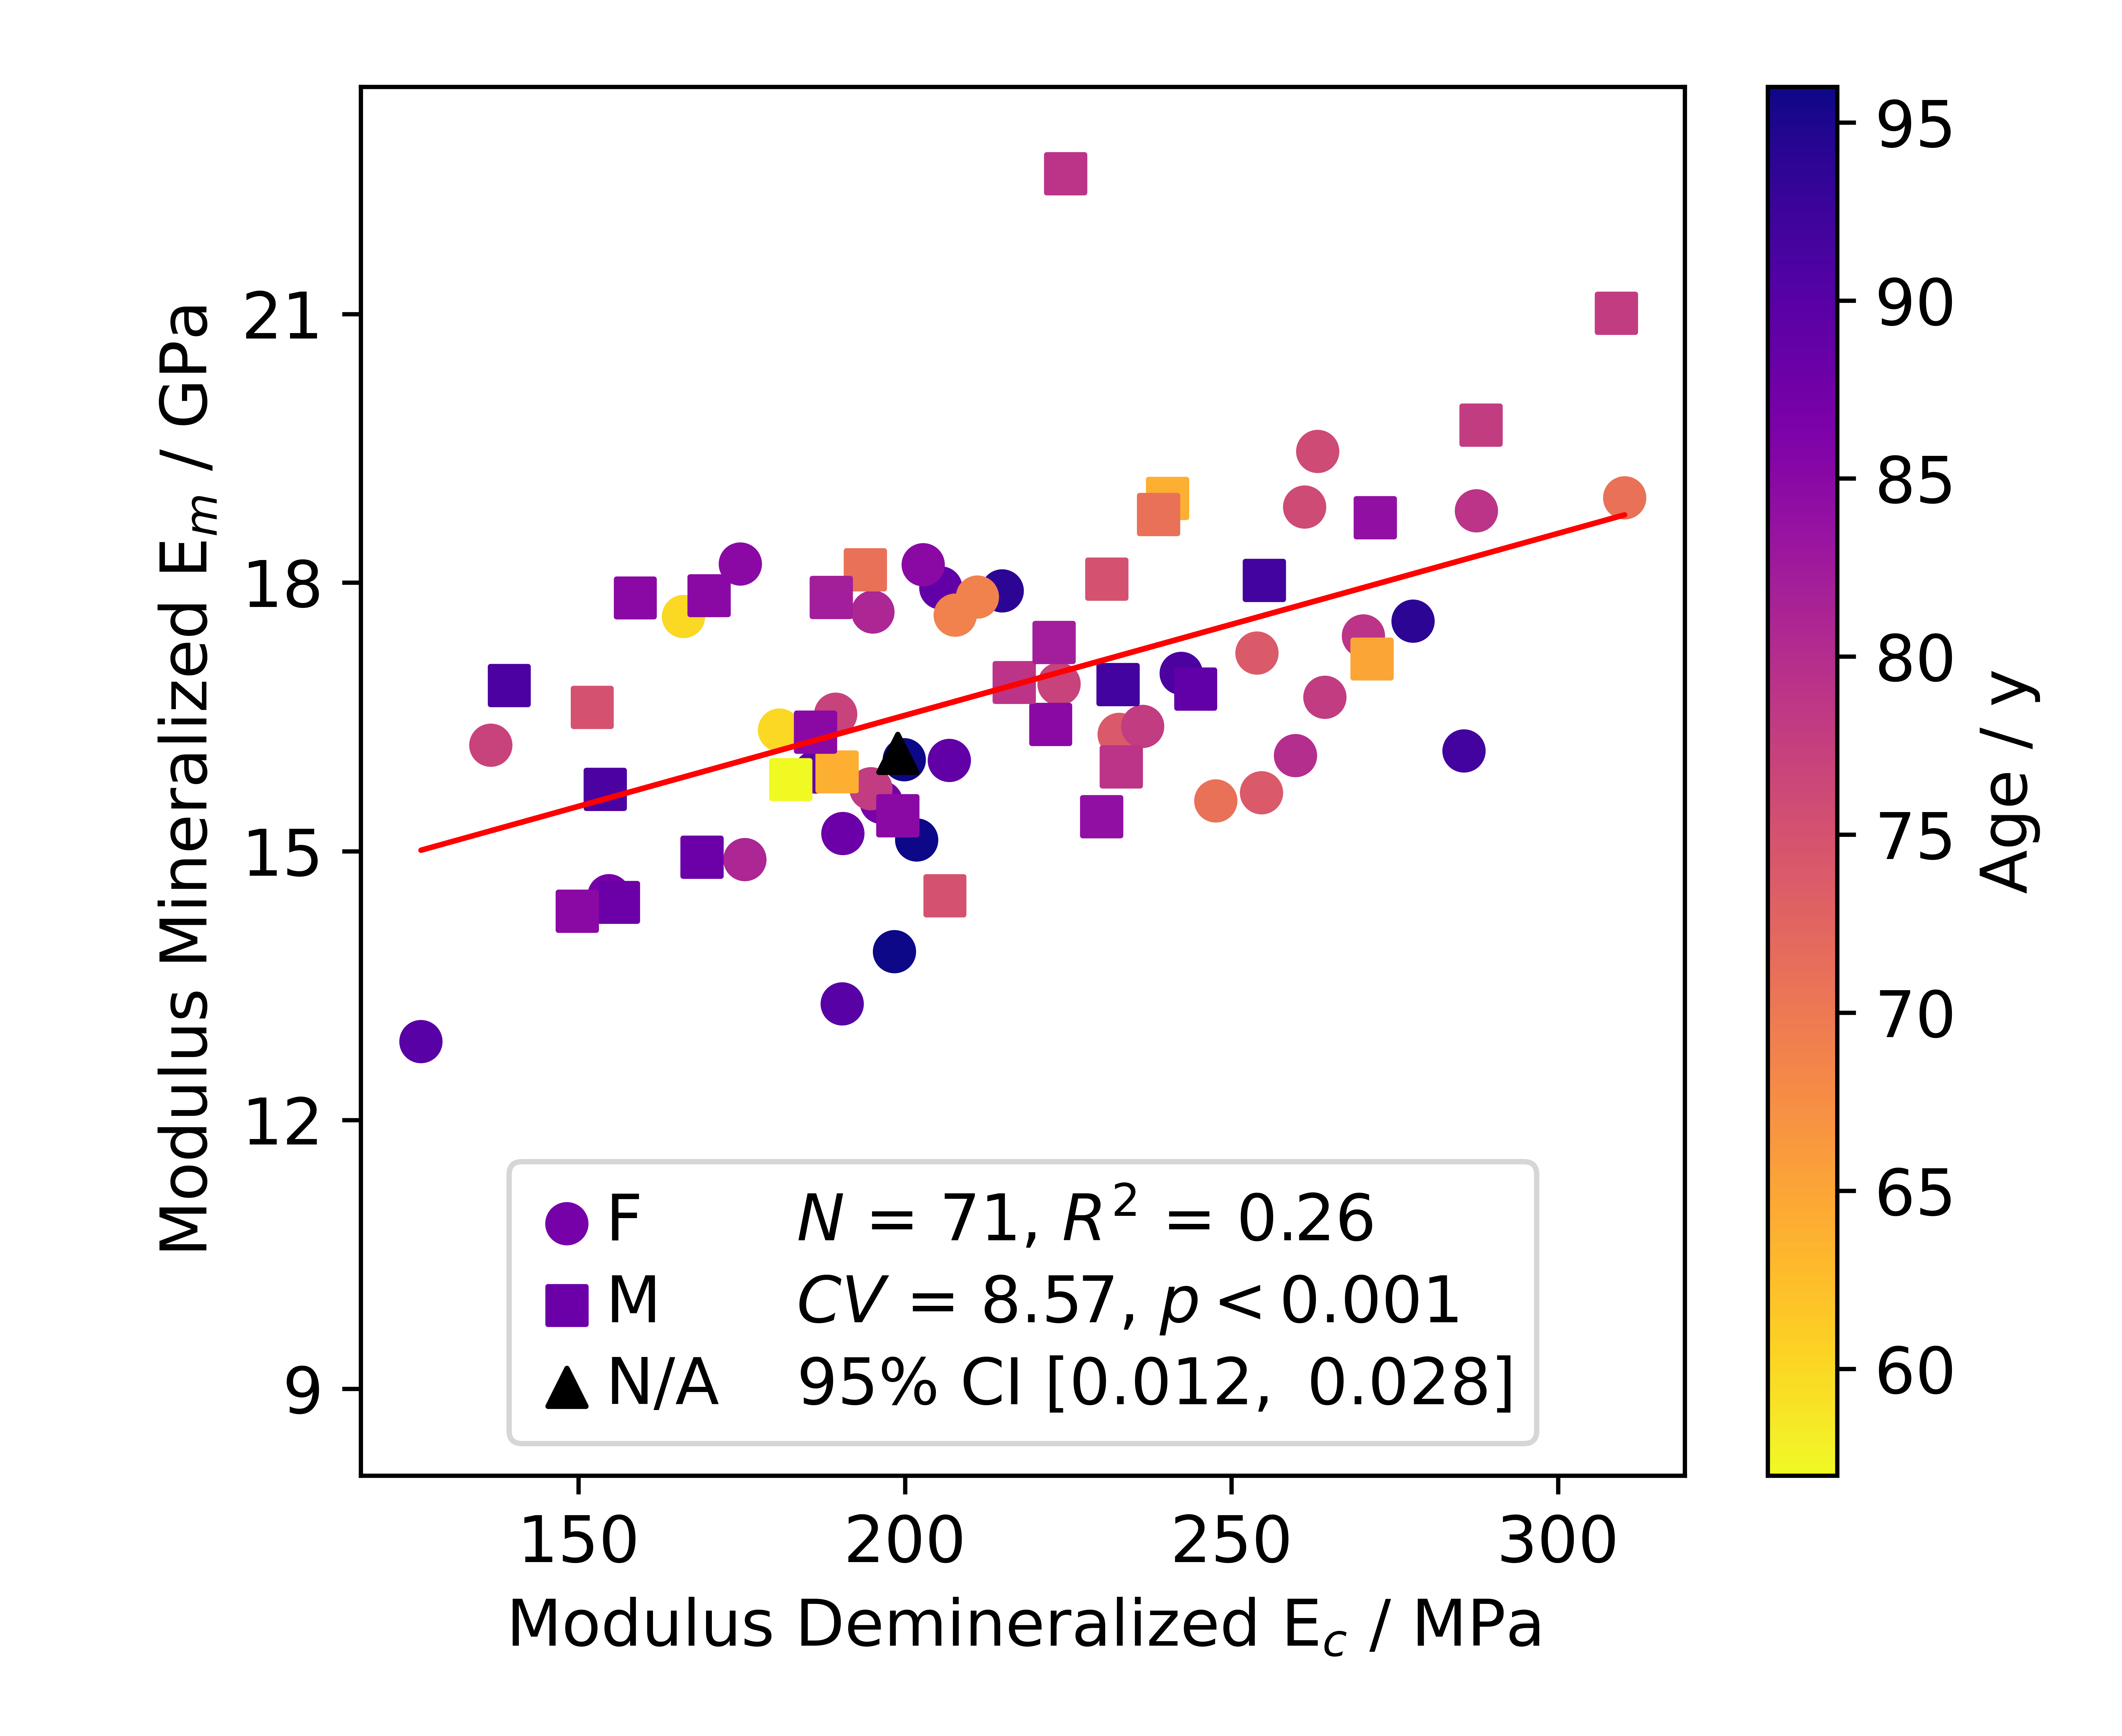 Modulus Mineralized Eₘ / GPa
21
18
15
12
9
F N = 71, R² = 0.26
M CV = 8.57, p < 0.001
N/A 95% CI [0.012, 0.028]
150 200 250 300
Modulus Demineralized E_c / MPa
95
90
85
80
75
70
65
60
Age / y